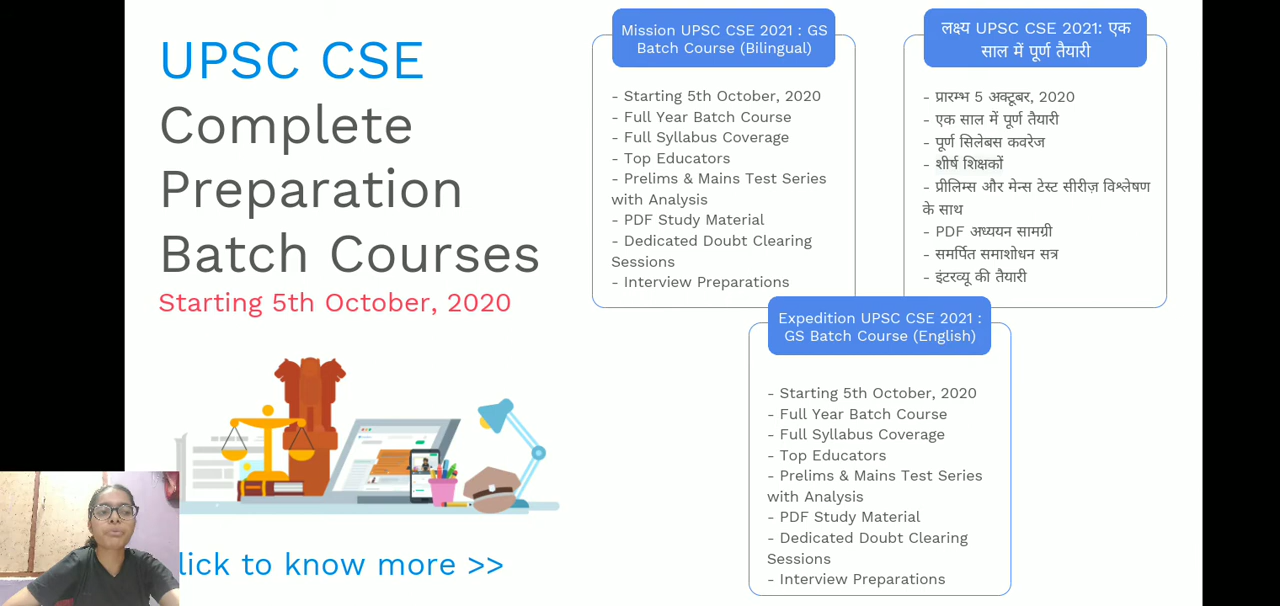 UPSC CSE
Complete
Preparation
Batch Courses
Starting 5th October, 2020
lick to know more >>
Mission UPSC CSE 2021 : GS
Batch Course (Bilingual)
- Starting 5th October, 2020
- Full Year Batch Course
- Full Syllabus Coverage
- Top Educators
- Prelims & Mains Test Series
with Analysis
- PDF Study Material
- Dedicated Doubt Clearing
Sessions
- Interview Preparations
लक्ष्य UPSC CSE 2021: एक
साल में पूर्ण तैयारी
- प्रारम्भ 5 अक्टूबर, 2020
- एक साल में पूर्ण तैयारी
- पूर्ण सिलेबस कवरेज
- शीर्ष शिक्षकों
- प्रीलिम्स और मेन्स टेस्ट सीरीज़ विश्लेषण
के साथ
- PDF अध्ययन सामग्री
- समर्पित समाशोधन सत्र
- इंटरव्यू की तैयारी
Expedition UPSC CSE 2021 :
GS Batch Course (English)
- Starting 5th October, 2020
- Full Year Batch Course
- Full Syllabus Coverage
- Top Educators
- Prelims & Mains Test Series
with Analysis
- PDF Study Material
- Dedicated Doubt Clearing
Sessions
- Interview Preparations